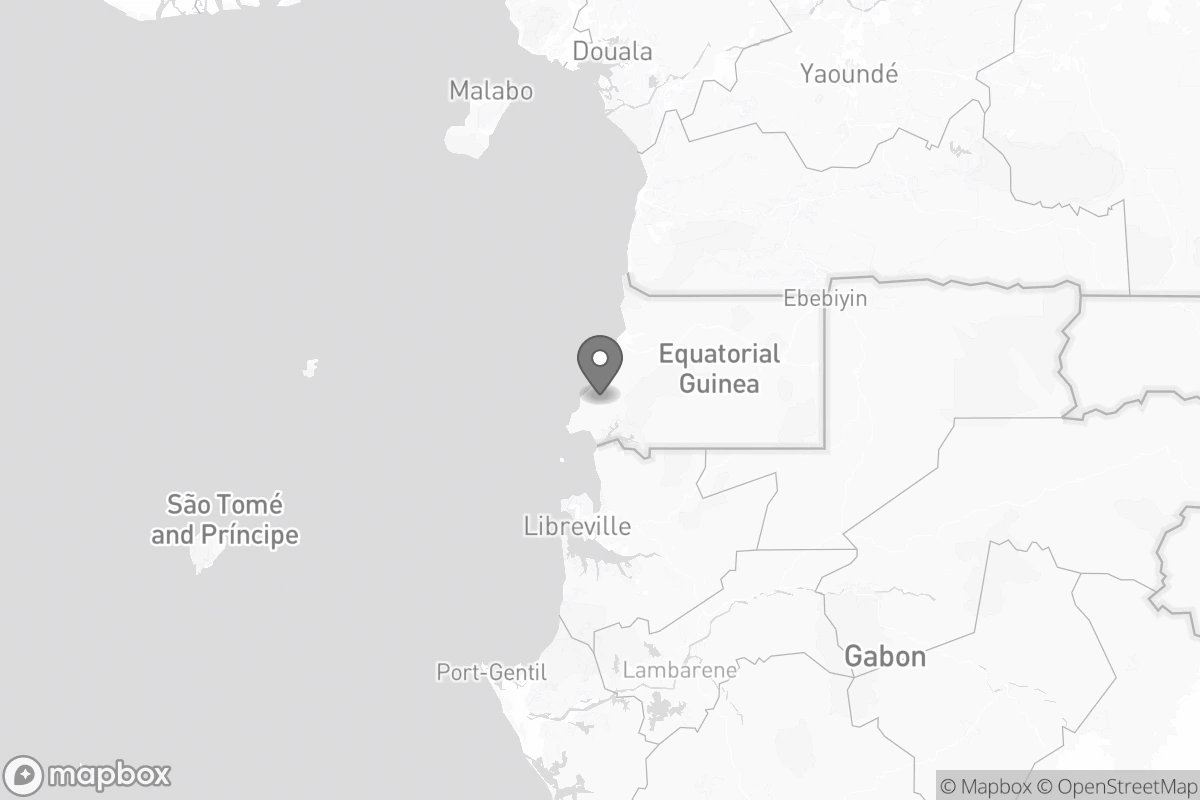 Douala
Yaoundé
Malabo
Ebebiyin
Equatorial
Guinea
São Tomé
and Príncipe
Libreville
Gabon
Port-Gentil
Lambarene
mapbox
© Mapbox © OpenStreetMap